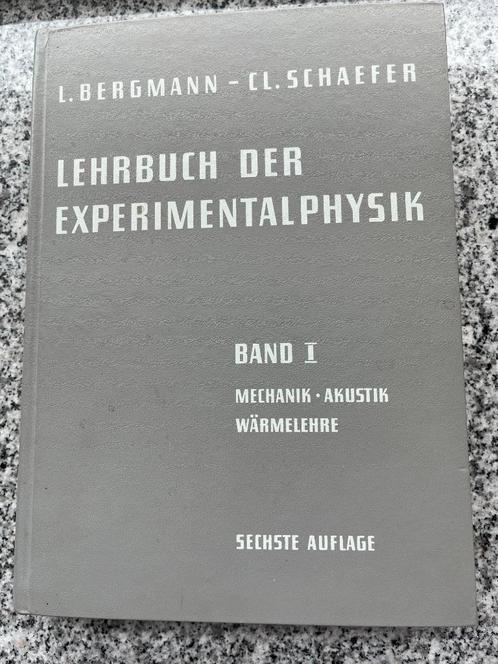 L. BERGMANN – CL. SCHAEFER
LEHRBUCH DER
EXPERIMENTALPHYSIK
BAND I
MECHANIK · AKUSTIK
WÄRMELEHRE
SECHSTE AUFLAGE